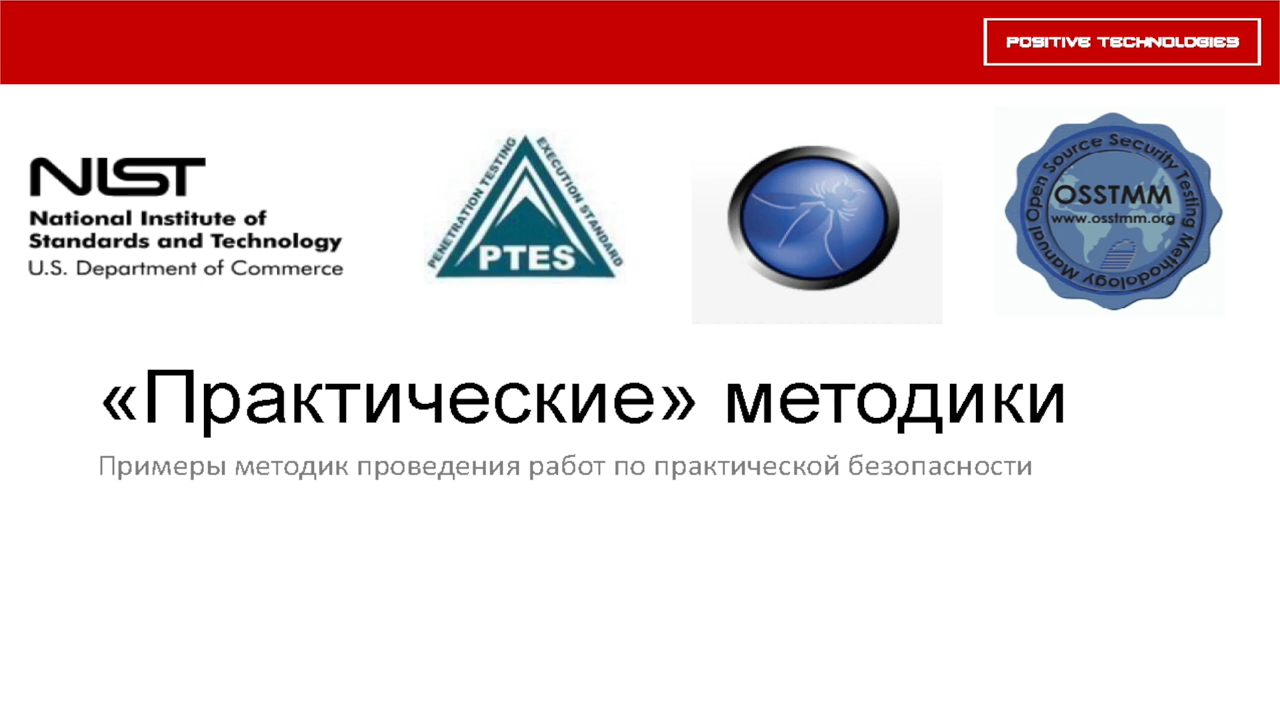 POSITIVE TECHNOLOGIES
NIST
National Institute of
Standards and Technology
U.S. Department of Commerce
PENETRATION TESTING
EXECUTION STANDARD
PTES
Open Source Security Testing Methodology Manual
OSSTMM
www.osstmm.org
«Практические» методики
Примеры методик проведения работ по практической безопасности